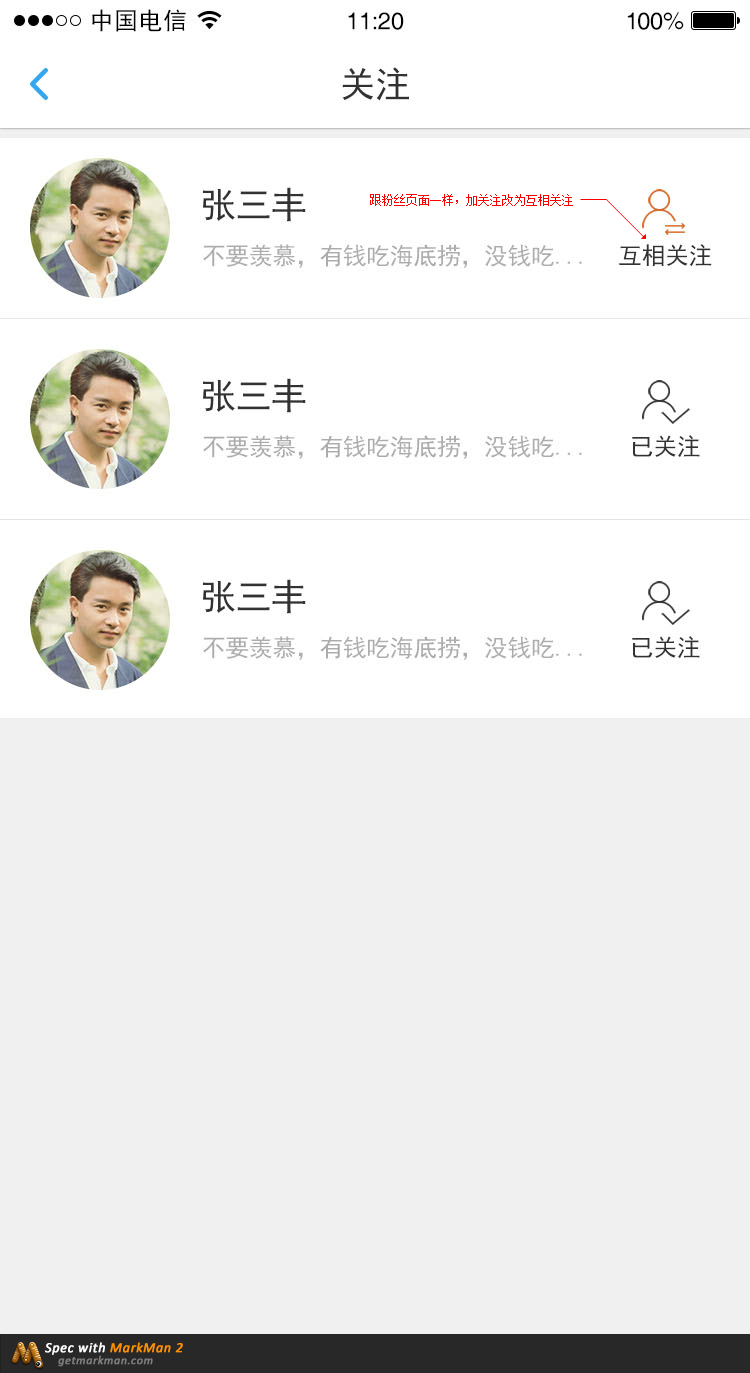 中国电信 11:20 100%
关注
张三丰
跟粉丝页面一样，加关注改为互相关注
不要羡慕，有钱吃海底捞，没钱吃...
互相关注
张三丰
不要羡慕，有钱吃海底捞，没钱吃...
已关注
张三丰
不要羡慕，有钱吃海底捞，没钱吃...
已关注
Spec with MarkMan 2
getmarkman.com